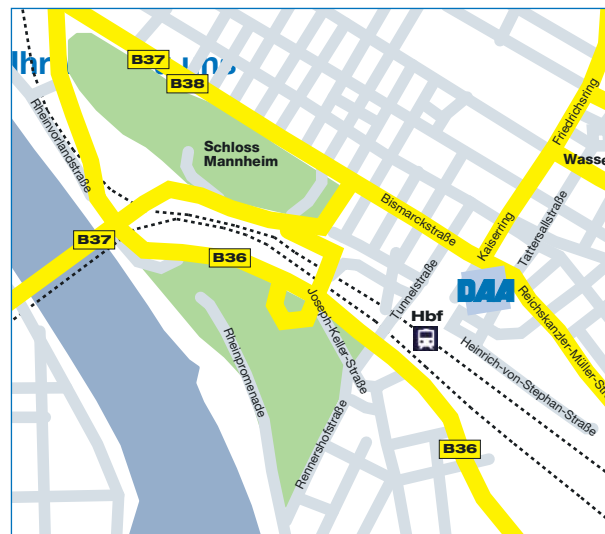 B37
B38
Schloss
Mannheim
Friedrichsring
Wasse
Rheinvorlandstraße
Bismarckstraße
Kaiserring
Tattersallstraße
B37
B36
DAA
Tunnelstraße
Hbf
Joseph-Keller-Straße
Reichskanzler-Müller-Str
Rheinpromenade
Heinrich-von-Stephan-Straße
Rennershofstraße
B36